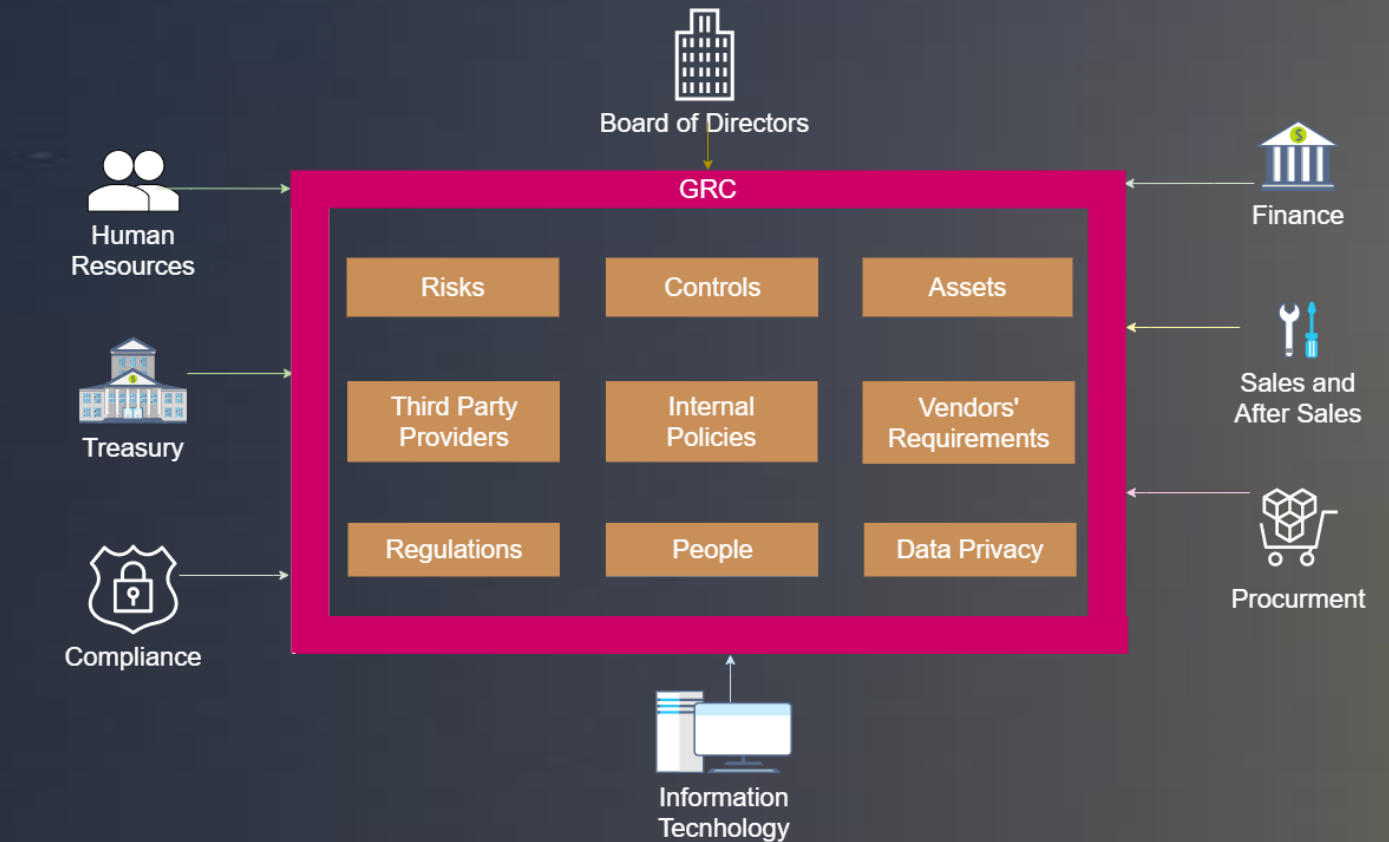 Board of Directors
GRC
Human
Resources
Finance
Risks
Controls
Assets
Treasury
Third Party
Providers
Internal
Policies
Vendors'
Requirements
Sales and
After Sales
Compliance
Regulations
People
Data Privacy
Procurment
Information
Tecnhology